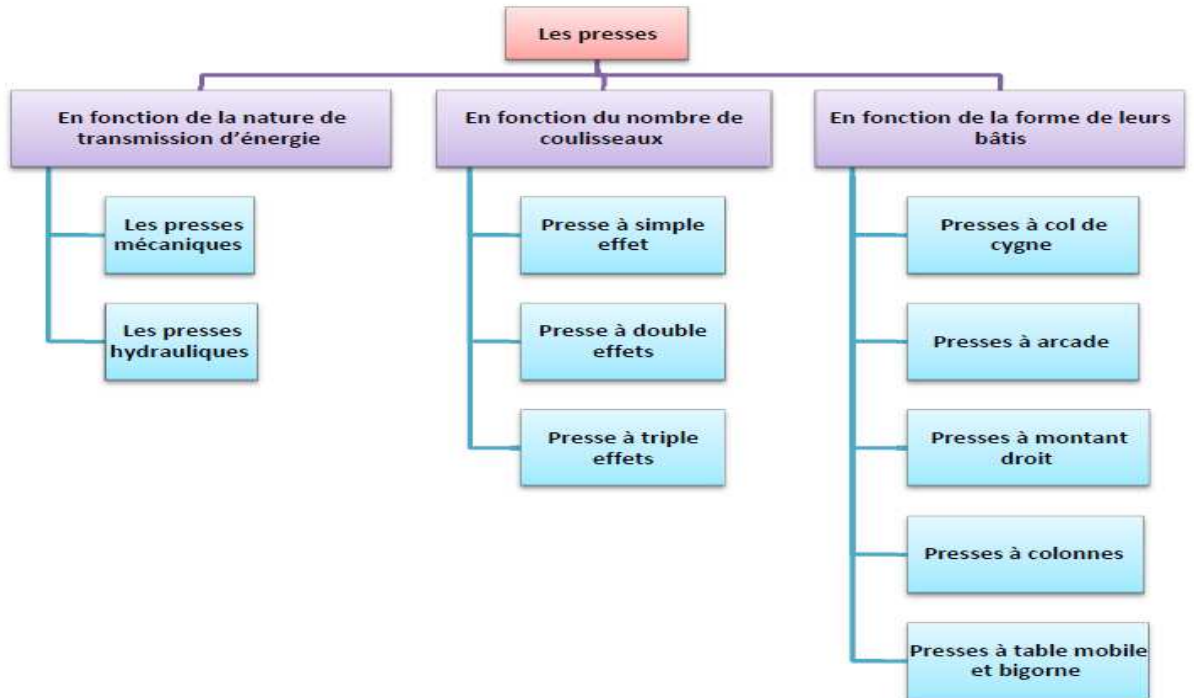 Les presses
En fonction de la nature de
transmission d'énergie
Les presses
mécaniques
Les presses
hydrauliques
En fonction du nombre de
coulisseaux
Presse à simple
effet
Presse à double
effets
Presse à triple
effets
En fonction de la forme de leurs
bâtis
Presses à col de
cygne
Presses à arcade
Presses à montant
droit
Presses à colonnes
Presses à table mobile
et bigorne